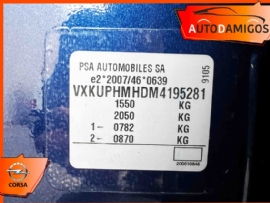 AUTODAMIGOS
PSA AUTOMOBILES SA
e2*2007/46*0639
9105
VXKUPHMHDM4195281
1550 KG
2050 KG
1- 0782 KG
2- 0870 KG
CORSA